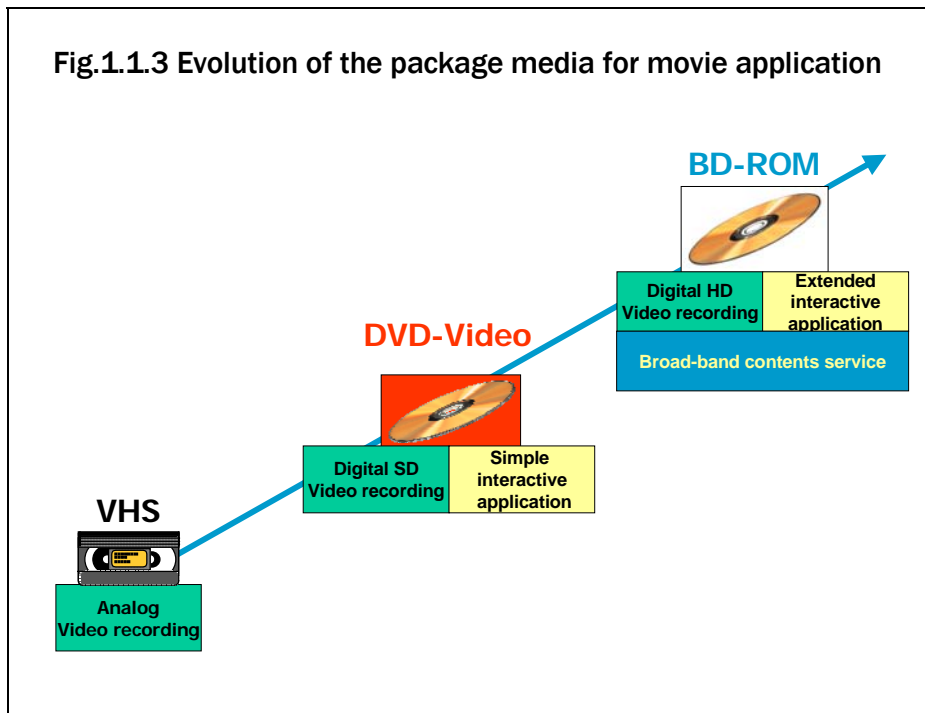 Fig.1.1.3 Evolution of the package media for movie application
BD-ROM
Digital HD
Video recording
Extended
interactive
application
Broad-band contents service
DVD-Video
Digital SD
Video recording
Simple
interactive
application
VHS
Analog
Video recording